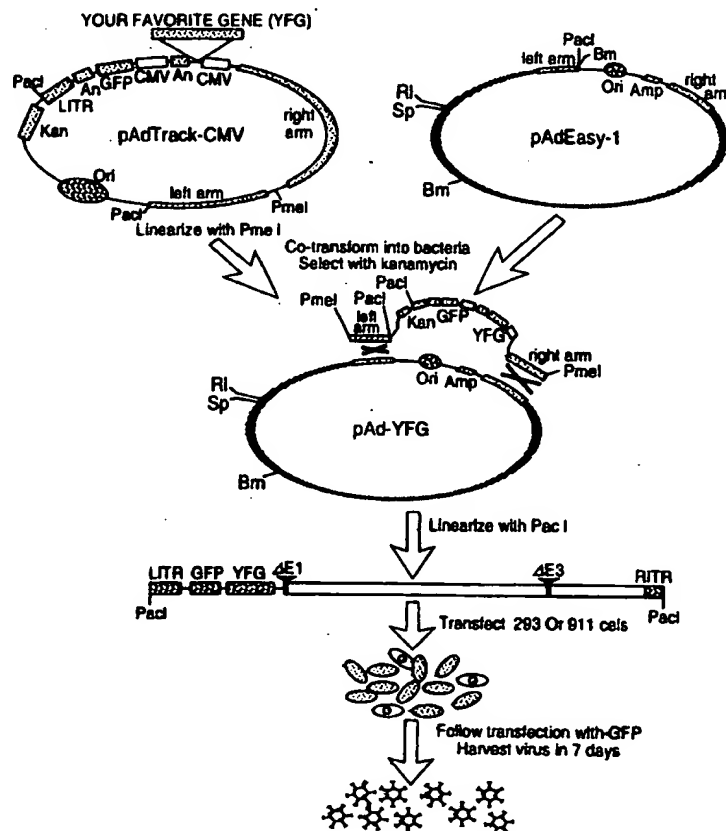 YOUR FAVORITE GENE (YFG)
PacI
LITR
An
GFP
CMV
An
CMV
Kan
right
arm
pAdTrack-CMV
Ori
PacI
left arm
PmeI
Linearize with Pme I
PacI
Bm
left
arm
Ori
Amp
right
arm
RI
Sp
pAdEasy-1
Bm
Co-transform into bacteria
Select with kanamycin
PmeI
PacI
left
arm
PacI
Kan
GFP
YFG
right arm
PmeI
Ori
Amp
RI
Sp
pAd-YFG
Bm
Linearize with Pac I
LITR GFP YFG ΔE1 ΔE3 RITR
PacI PacI
Transfect 293 Or 911 cells
Follow transfection with-GFP
Harvest virus in 7 days